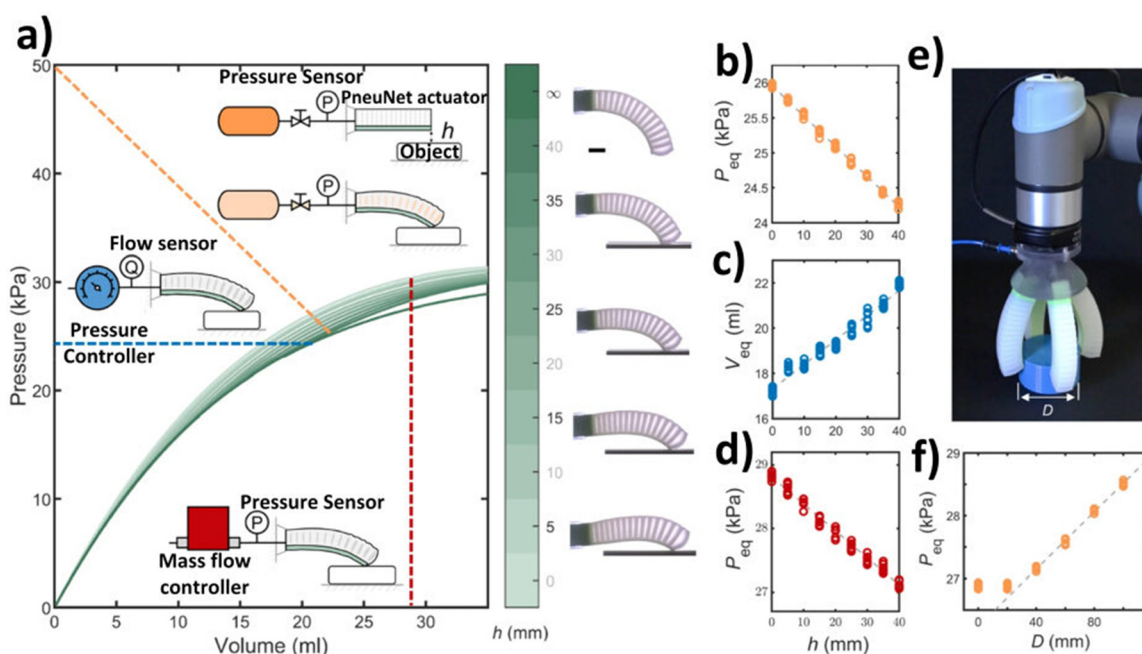 a)
50
40
30
20
10
0
Pressure (kPa)
0
5
10
15
20
25
30
Volume (ml)
Pressure Sensor
P
PneuNet actuator
h
Object
P
Flow sensor
Q
Pressure
Controller
Pressure Sensor
P
Mass flow
controller
∞
40
35
30
25
20
15
10
5
0
h (mm)
b)
26
25.5
25
24.5
24
Peq (kPa)
0
10
20
30
40
c)
22
20
18
16
Veq (ml)
0
10
20
30
40
d)
29
28
27
Peq (kPa)
0
10
20
30
40
h (mm)
e)
D
f)
29
28
27
26
Peq (kPa)
0
40
80
D (mm)